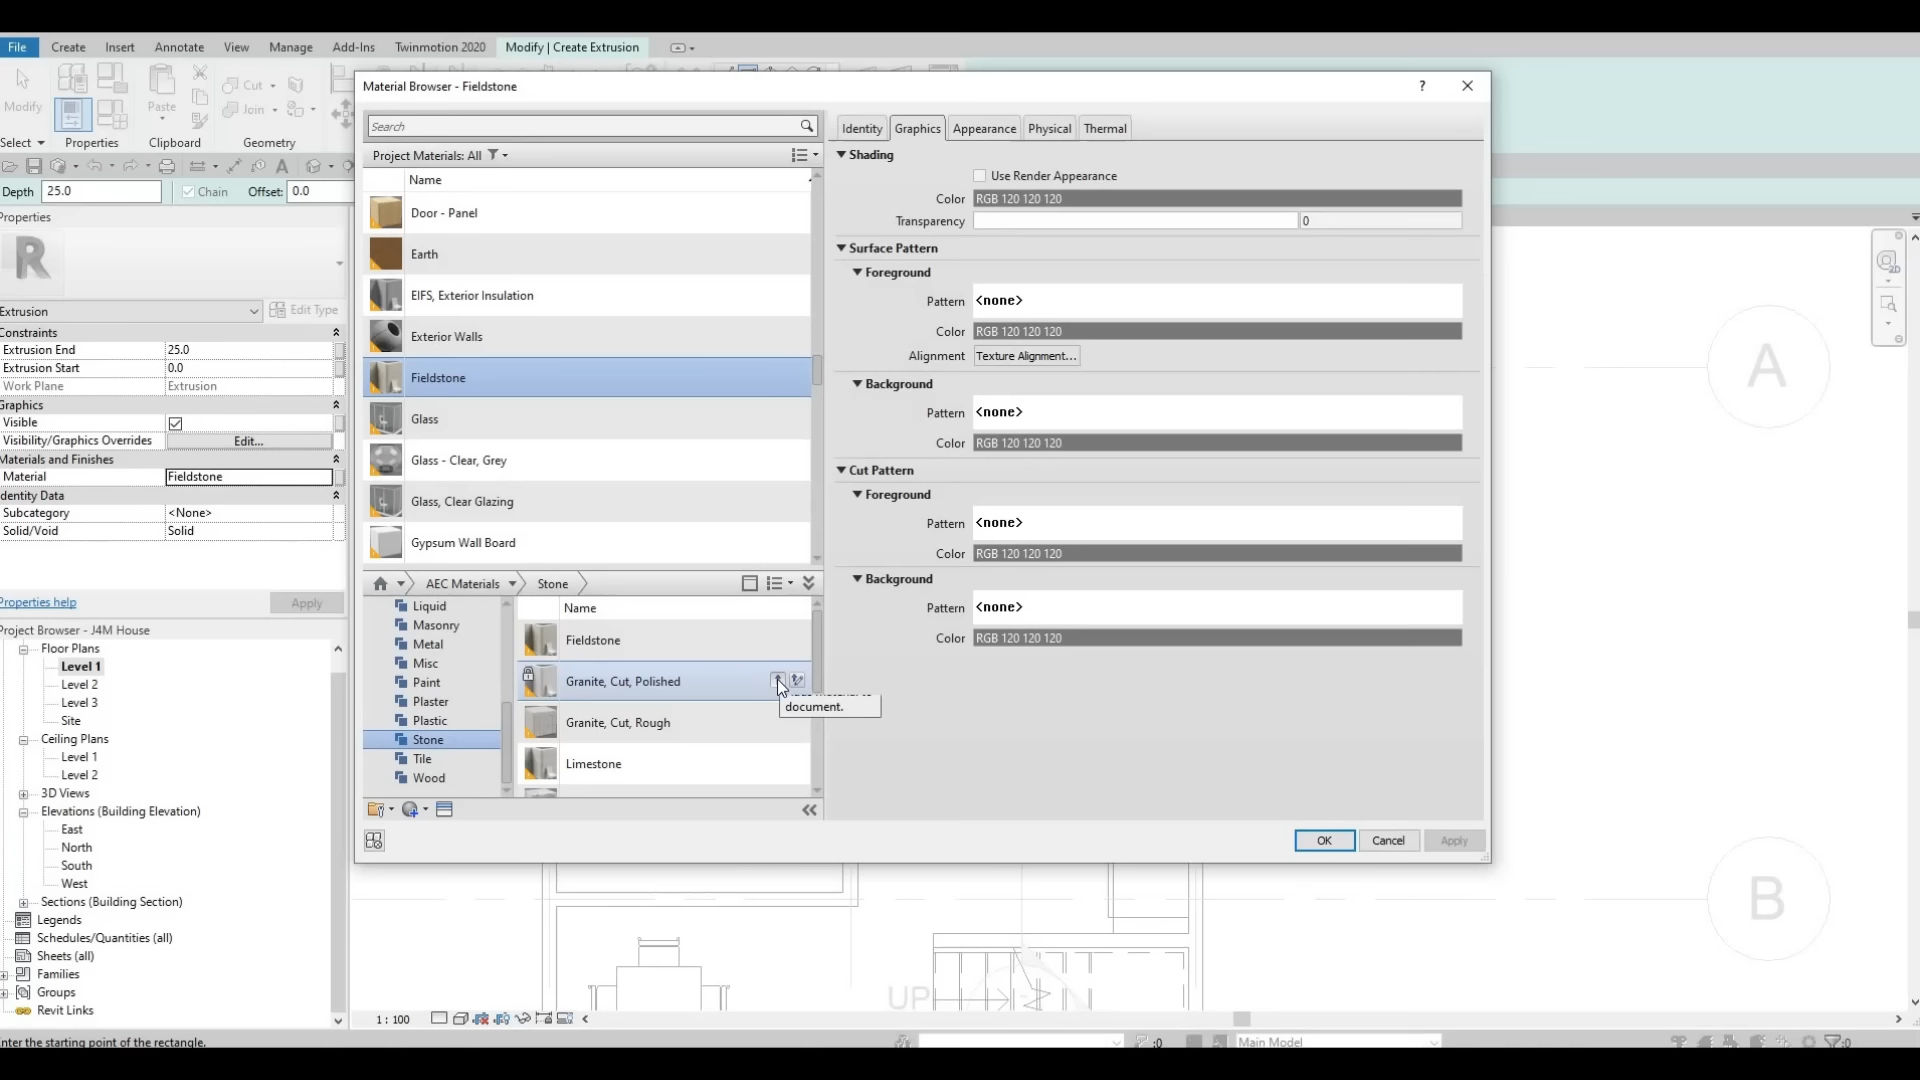 File Create Insert Annotate View Manage Add-Ins Twinmotion 2020 Modify | Create Extrusion
Modify
Select
Properties
Paste
Clipboard
Cut
Join
Geometry
Depth 25.0 Chain Offset: 0.0
Properties
Extrusion Edit Type
Constraints
Extrusion End 25.0
Extrusion Start 0.0
Work Plane Extrusion
Graphics
Visible
Visibility/Graphics Overrides Edit...
Materials and Finishes
Material Fieldstone
Identity Data
Subcategory <None>
Solid/Void Solid
Properties help Apply
Project Browser - J4M House
Floor Plans
Level 1
Level 2
Level 3
Site
Ceiling Plans
Level 1
Level 2
3D Views
Elevations (Building Elevation)
East
North
South
West
Sections (Building Section)
Legends
Schedules/Quantities (all)
Sheets (all)
Families
Groups
Revit Links
Material Browser - Fieldstone ?
Search
Project Materials: All
Name
Door - Panel
Earth
EIFS, Exterior Insulation
Exterior Walls
Fieldstone
Glass
Glass - Clear, Grey
Glass, Clear Glazing
Gypsum Wall Board
AEC Materials Stone
Liquid
Masonry
Metal
Misc
Paint
Plaster
Plastic
Stone
Tile
Wood
Name
Fieldstone
Granite, Cut, Polished
Granite, Cut, Rough
Limestone
document.
Identity Graphics Appearance Physical Thermal
Shading
Use Render Appearance
Color RGB 120 120 120
Transparency 0
Surface Pattern
Foreground
Pattern <none>
Color RGB 120 120 120
Alignment Texture Alignment...
Background
Pattern <none>
Color RGB 120 120 120
Cut Pattern
Foreground
Pattern <none>
Color RGB 120 120 120
Background
Pattern <none>
Color RGB 120 120 120
OK Cancel Apply
2D
A
B
UP
1 : 100
nter the starting point of the rectangle.
:0
Main Model
:0